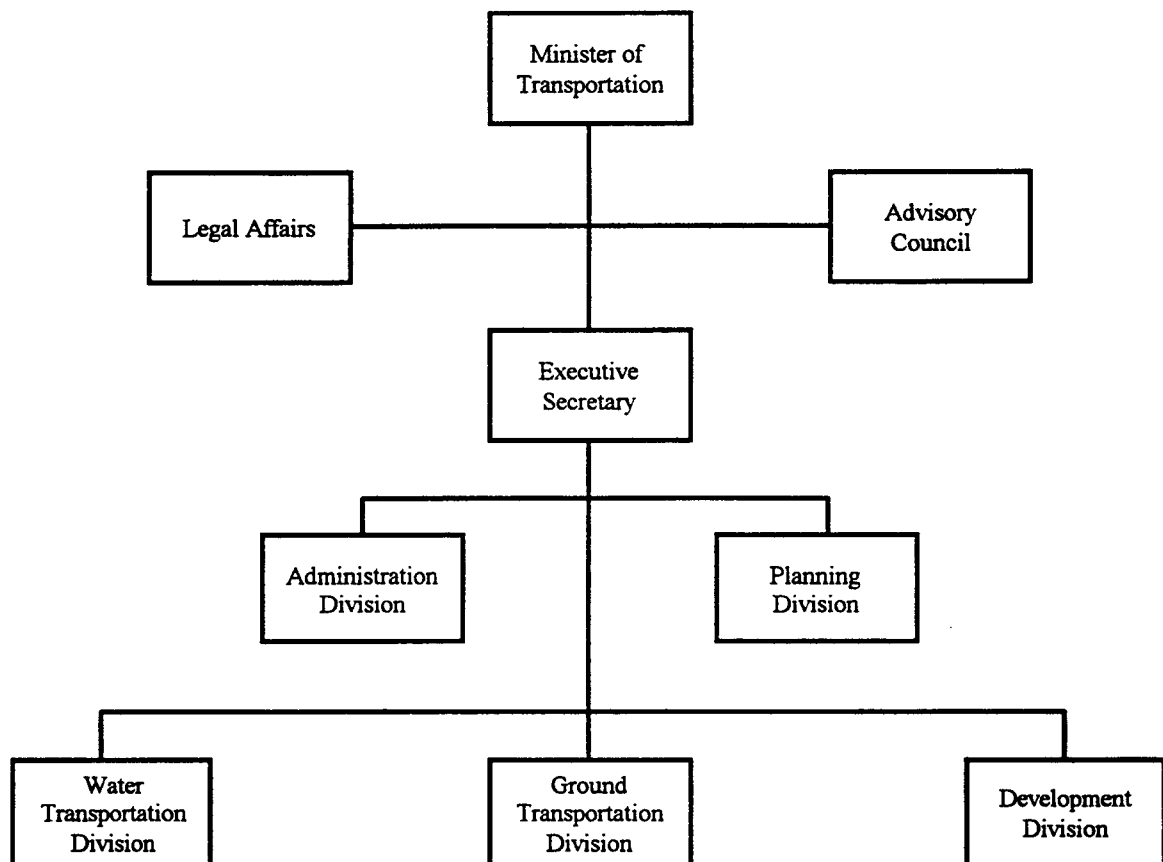 Minister of
Transportation
Legal Affairs
Advisory
Council
Executive
Secretary
Administration
Division
Planning
Division
Water
Transportation
Division
Ground
Transportation
Division
Development
Division